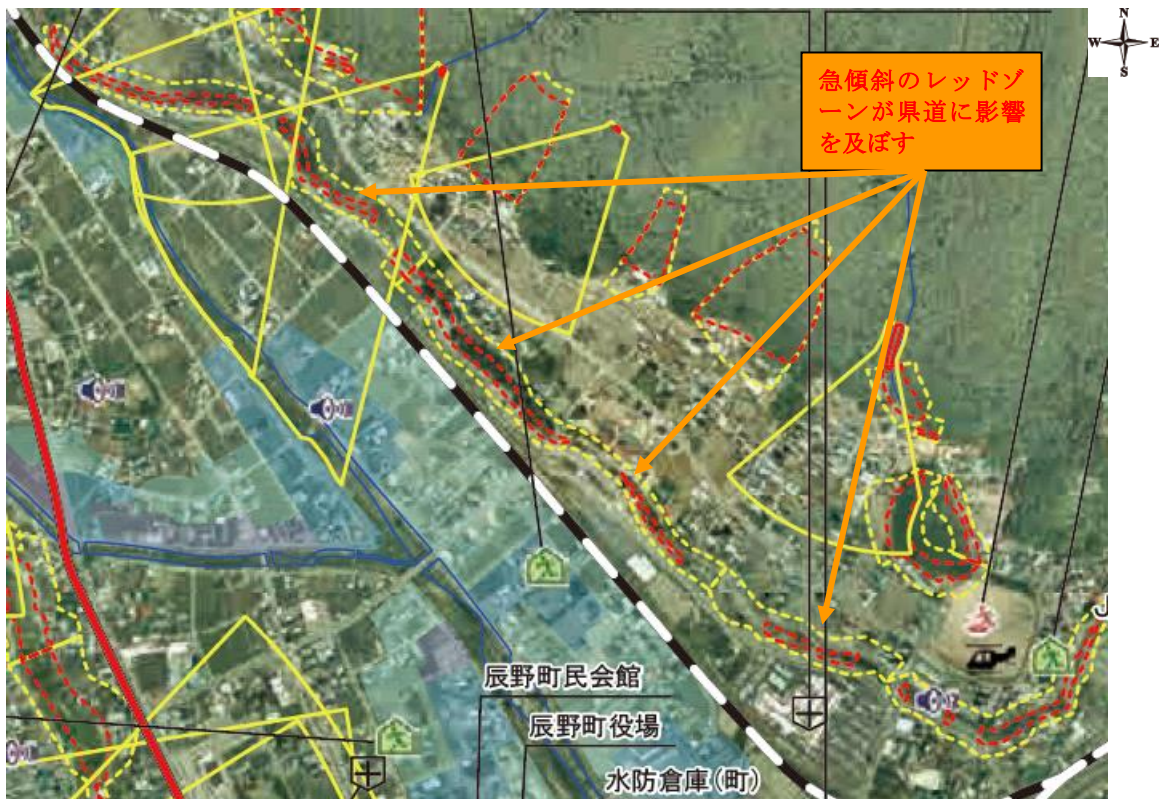 N
W E
S
急傾斜のレッドゾ
ーンが県道に影響
を及ぼす
辰野町民会館
辰野町役場
水防倉庫(町)
J